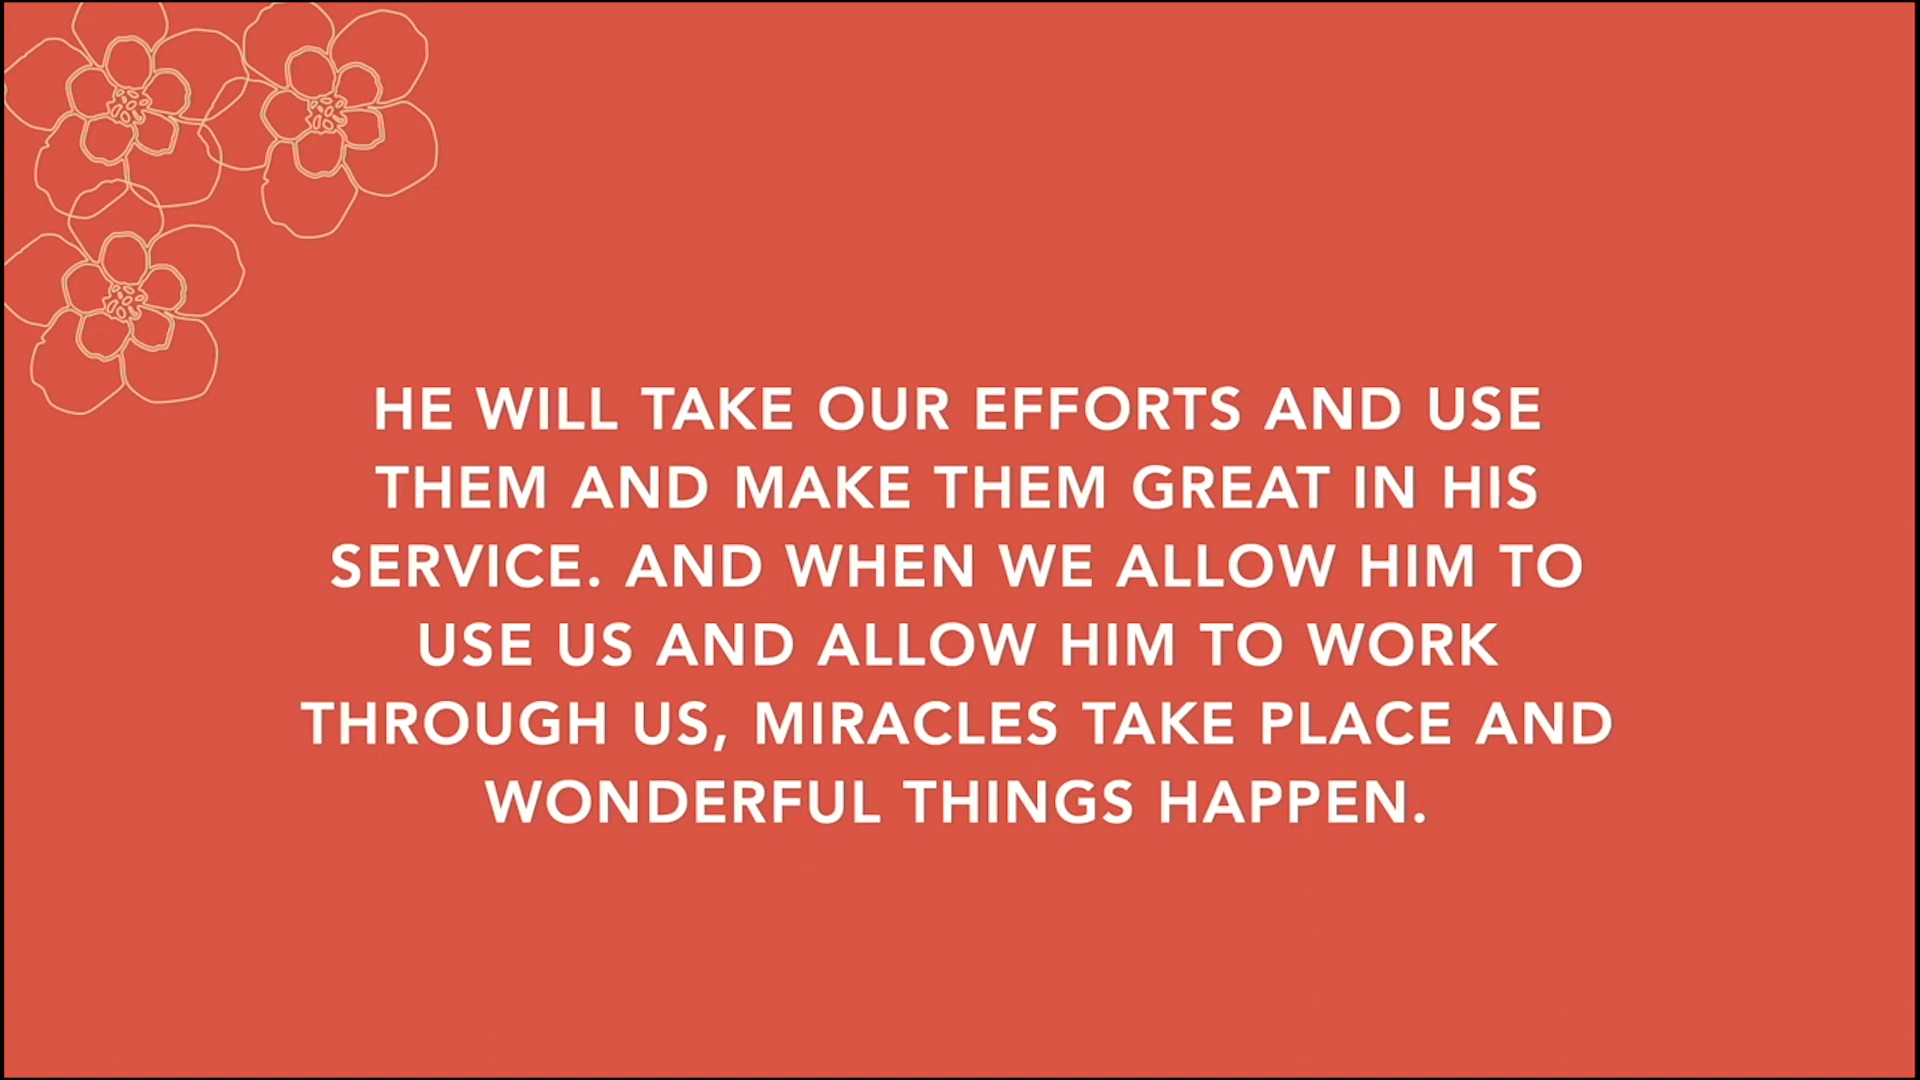 HE WILL TAKE OUR EFFORTS AND USE
THEM AND MAKE THEM GREAT IN HIS
SERVICE. AND WHEN WE ALLOW HIM TO
USE US AND ALLOW HIM TO WORK
THROUGH US, MIRACLES TAKE PLACE AND
WONDERFUL THINGS HAPPEN.